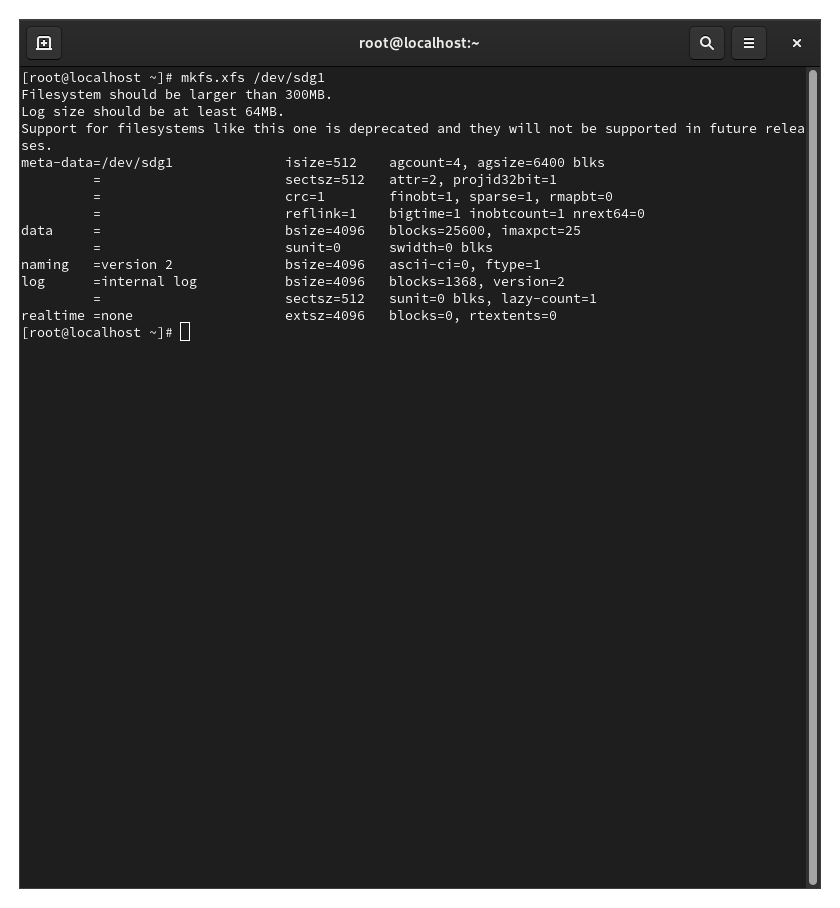 root@localhost:~
[root@localhost ~]# mkfs.xfs /dev/sdg1
Filesystem should be larger than 300MB.
Log size should be at least 64MB.
Support for filesystems like this one is deprecated and they will not be supported in future relea
ses.
meta-data=/dev/sdg1              isize=512    agcount=4, agsize=6400 blks
         =                       sectsz=512   attr=2, projid32bit=1
         =                       crc=1        finobt=1, sparse=1, rmapbt=0
         =                       reflink=1    bigtime=1 inobtcount=1 nrext64=0
data     =                       bsize=4096   blocks=25600, imaxpct=25
         =                       sunit=0      swidth=0 blks
naming   =version 2              bsize=4096   ascii-ci=0, ftype=1
log      =internal log           bsize=4096   blocks=1368, version=2
         =                       sectsz=512   sunit=0 blks, lazy-count=1
realtime =none                   extsz=4096   blocks=0, rtextents=0
[root@localhost ~]#